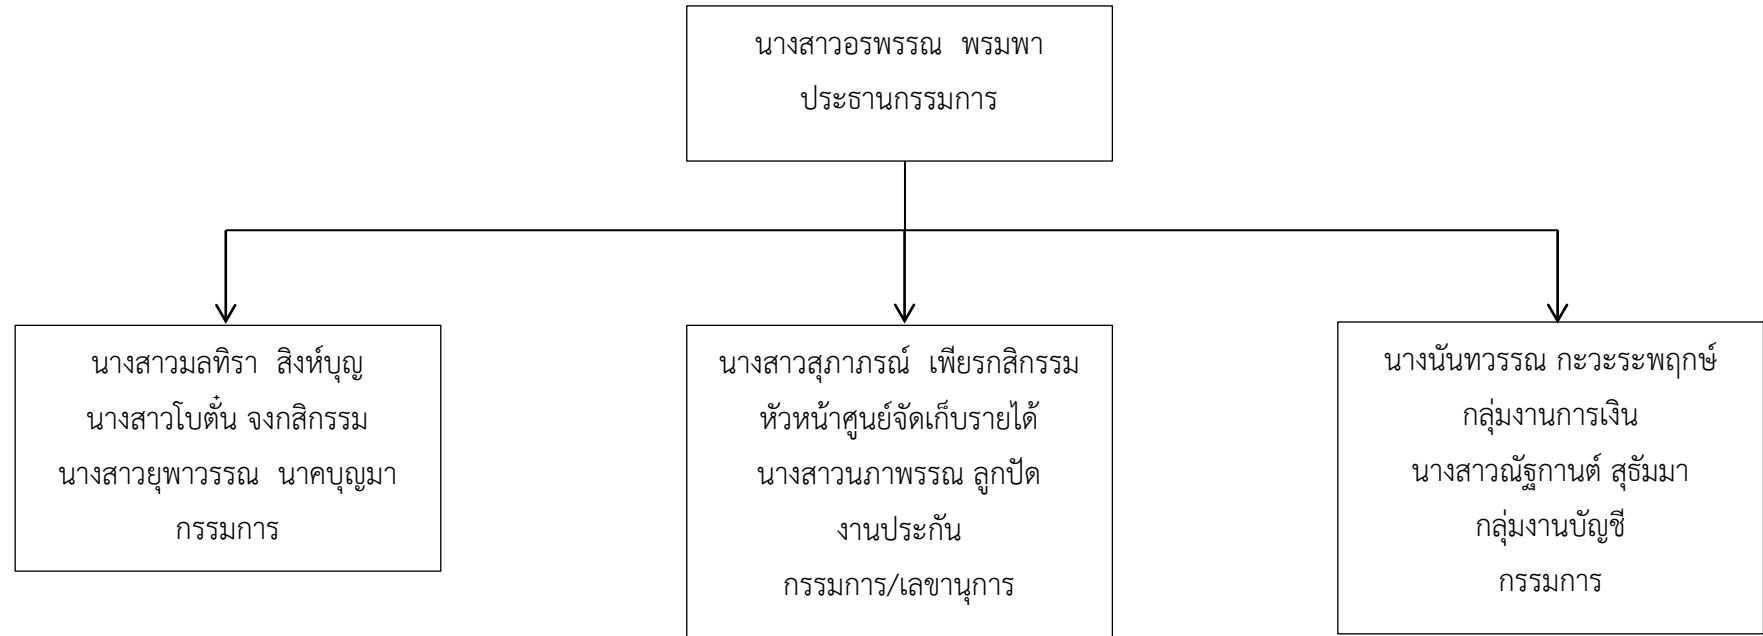 นางสาวอรพรรณ  พรมพา
ประธานกรรมการ
นางสาวมลทิรา  สิงห์บุญ
นางสาวโบตั๋น จงกสิกรรม
นางสาวยุพาวรรณ  นาคบุญมา
กรรมการ
นางสาวสุภาภรณ์  เพียรกสิกรรม
หัวหน้าศูนย์จัดเก็บรายได้
นางสาวนภาพรรณ ลูกปัด
งานประกัน
กรรมการ/เลขานุการ
นางนันทวรรณ กะวะระพฤกษ์
กลุ่มงานการเงิน
นางสาวณัฐกานต์ สุธัมมา
กลุ่มงานบัญชี
กรรมการ